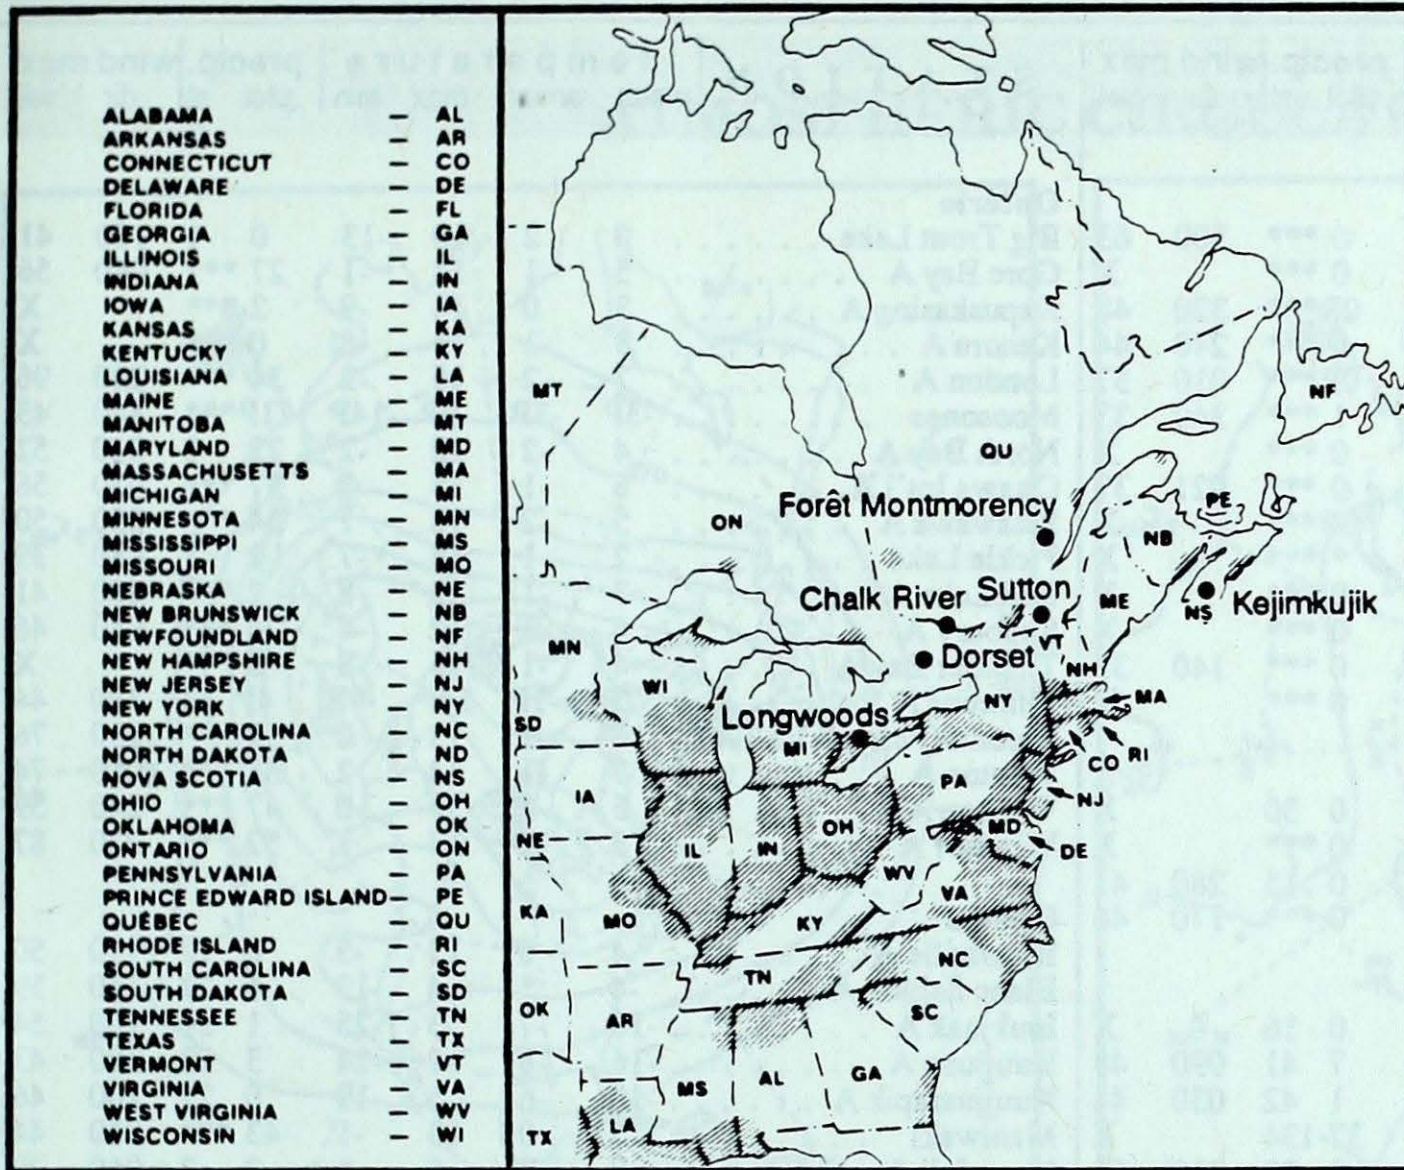 ALABAMA – AL
ARKANSAS – AR
CONNECTICUT – CO
DELAWARE – DE
FLORIDA – FL
GEORGIA – GA
ILLINOIS – IL
INDIANA – IN
IOWA – IA
KANSAS – KA
KENTUCKY – KY
LOUISIANA – LA
MAINE – ME
MANITOBA – MT
MARYLAND – MD
MASSACHUSETTS – MA
MICHIGAN – MI
MINNESOTA – MN
MISSISSIPPI – MS
MISSOURI – MO
NEBRASKA – NE
NEW BRUNSWICK – NB
NEWFOUNDLAND – NF
NEW HAMPSHIRE – NH
NEW JERSEY – NJ
NEW YORK – NY
NORTH CAROLINA – NC
NORTH DAKOTA – ND
NOVA SCOTIA – NS
OHIO – OH
OKLAHOMA – OK
ONTARIO – ON
PENNSYLVANIA – PA
PRINCE EDWARD ISLAND – PE
QUÉBEC – QU
RHODE ISLAND – RI
SOUTH CAROLINA – SC
SOUTH DAKOTA – SD
TENNESSEE – TN
TEXAS – TX
VERMONT – VT
VIRGINIA – VA
WEST VIRGINIA – WV
WISCONSIN – WI
MT
NF
QU
ON
Forêt Montmorency
PE
NB
Chalk River
Sutton
ME
NS
Kejimkujik
MN
Dorset
VT
NH
WI
NY
MA
SD
Longwoods
MI
CO
RI
IA
PA
NJ
NE
IL
IN
OH
MD
DE
KA
MO
WV
VA
KY
TN
NC
OK
AR
SC
MS
AL
GA
TX
LA